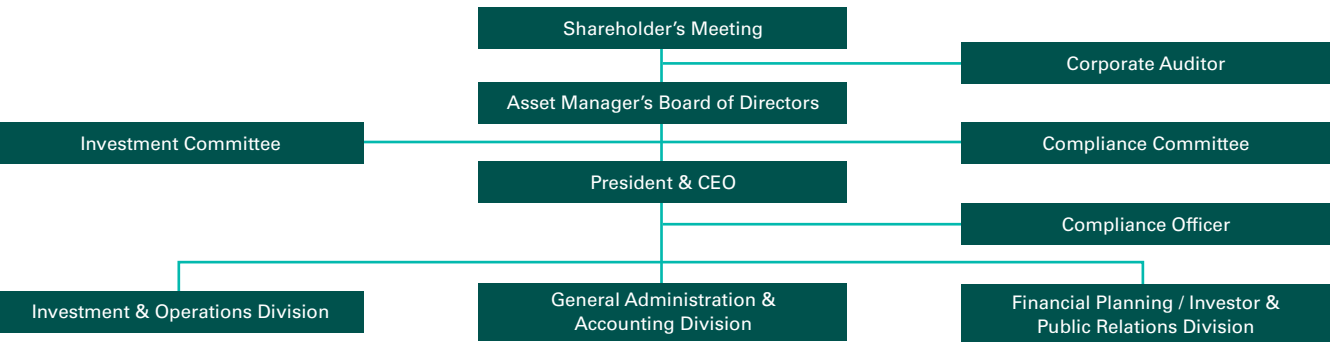 Shareholder’s Meeting
Corporate Auditor
Asset Manager’s Board of Directors
Investment Committee
Compliance Committee
President & CEO
Compliance Officer
Investment & Operations Division
General Administration &
Accounting Division
Financial Planning / Investor &
Public Relations Division